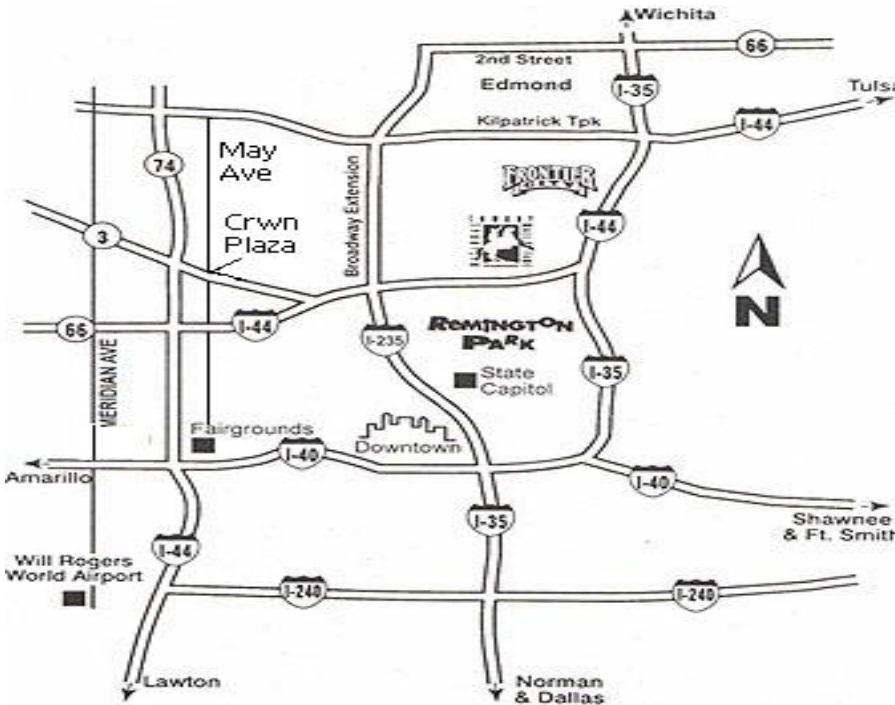 Wichita
66
2nd Street
Edmond
I-35
Tulsa
Kilpatrick Tpk
I-44
May
Ave
74
FRONTIER
CITY
Broadway Extension
Crwn
Plaza
3
I-44
N
66
I-44
I-235
REMINGTON
PARK
MERIDIAN AVE
State
Capitol
I-35
Fairgrounds
Downtown
I-40
Amarillo
I-40
I-35
Shawnee
& Ft. Smith
I-44
Will Rogers
World Airport
I-240
I-240
Lawton
Norman
& Dallas